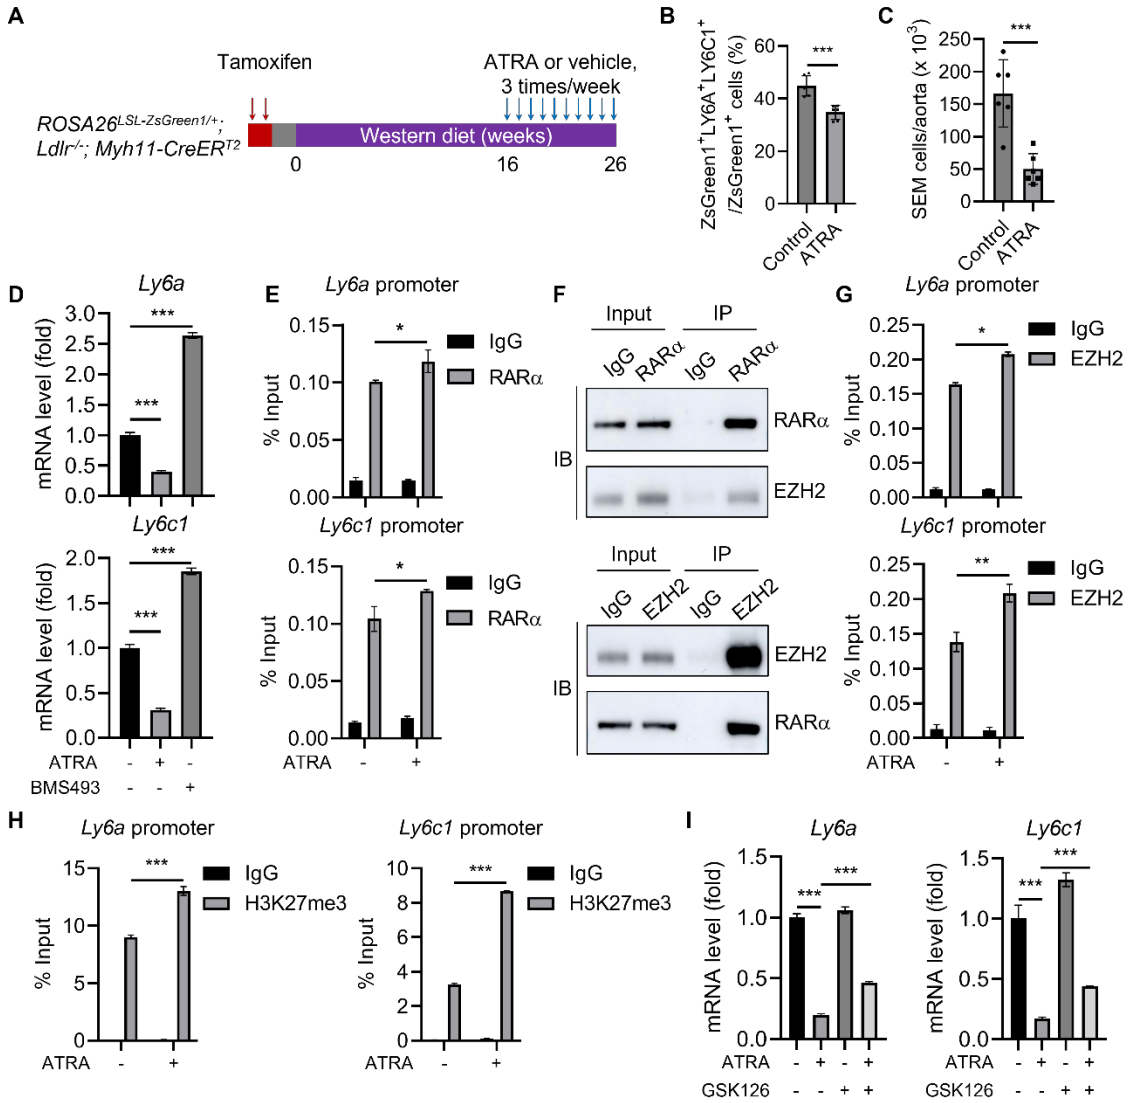 A
Tamoxifen
ATRA or vehicle,
3 times/week
ROSA26^LSL-ZsGreen1/+;
Ldlr^-/-; Myh11-CreER^T2
Western diet (weeks)
0
16
26
B
ZsGreen1+LY6A+LY6C1+
/ZsGreen1+ cells (%)
60
40
20
0
***
Control
ATRA
C
SEM cells/aorta (x 10^3)
250
200
150
100
50
0
***
Control
ATRA
D
Ly6a
mRNA level (fold)
3.0
2.5
2.0
1.5
1.0
0.5
0.0
***
***
Ly6c1
mRNA level (fold)
2.0
1.5
1.0
0.5
0.0
***
***
ATRA - + -
BMS493 - - +
E
Ly6a promoter
% Input
0.15
0.10
0.05
0.00
*
IgG
RARα
Ly6c1 promoter
% Input
0.15
0.10
0.05
0.00
*
IgG
RARα
ATRA - +
F
Input IP
IgG RARα IgG RARα
IB
RARα
EZH2
Input IP
IgG EZH2 IgG EZH2
IB
EZH2
RARα
G
Ly6a promoter
% Input
0.25
0.20
0.15
0.10
0.05
0.00
*
IgG
EZH2
Ly6c1 promoter
% Input
0.25
0.20
0.15
0.10
0.05
0.00
**
IgG
EZH2
ATRA - +
H
Ly6a promoter
% Input
15
10
5
0
***
IgG
H3K27me3
ATRA - +
Ly6c1 promoter
% Input
10
8
6
4
2
0
***
IgG
H3K27me3
ATRA - +
I
Ly6a
mRNA level (fold)
1.5
1.0
0.5
0.0
***
***
ATRA - + - +
GSK126 - - + +
Ly6c1
mRNA level (fold)
1.5
1.0
0.5
0.0
***
***
ATRA - + - +
GSK126 - - + +